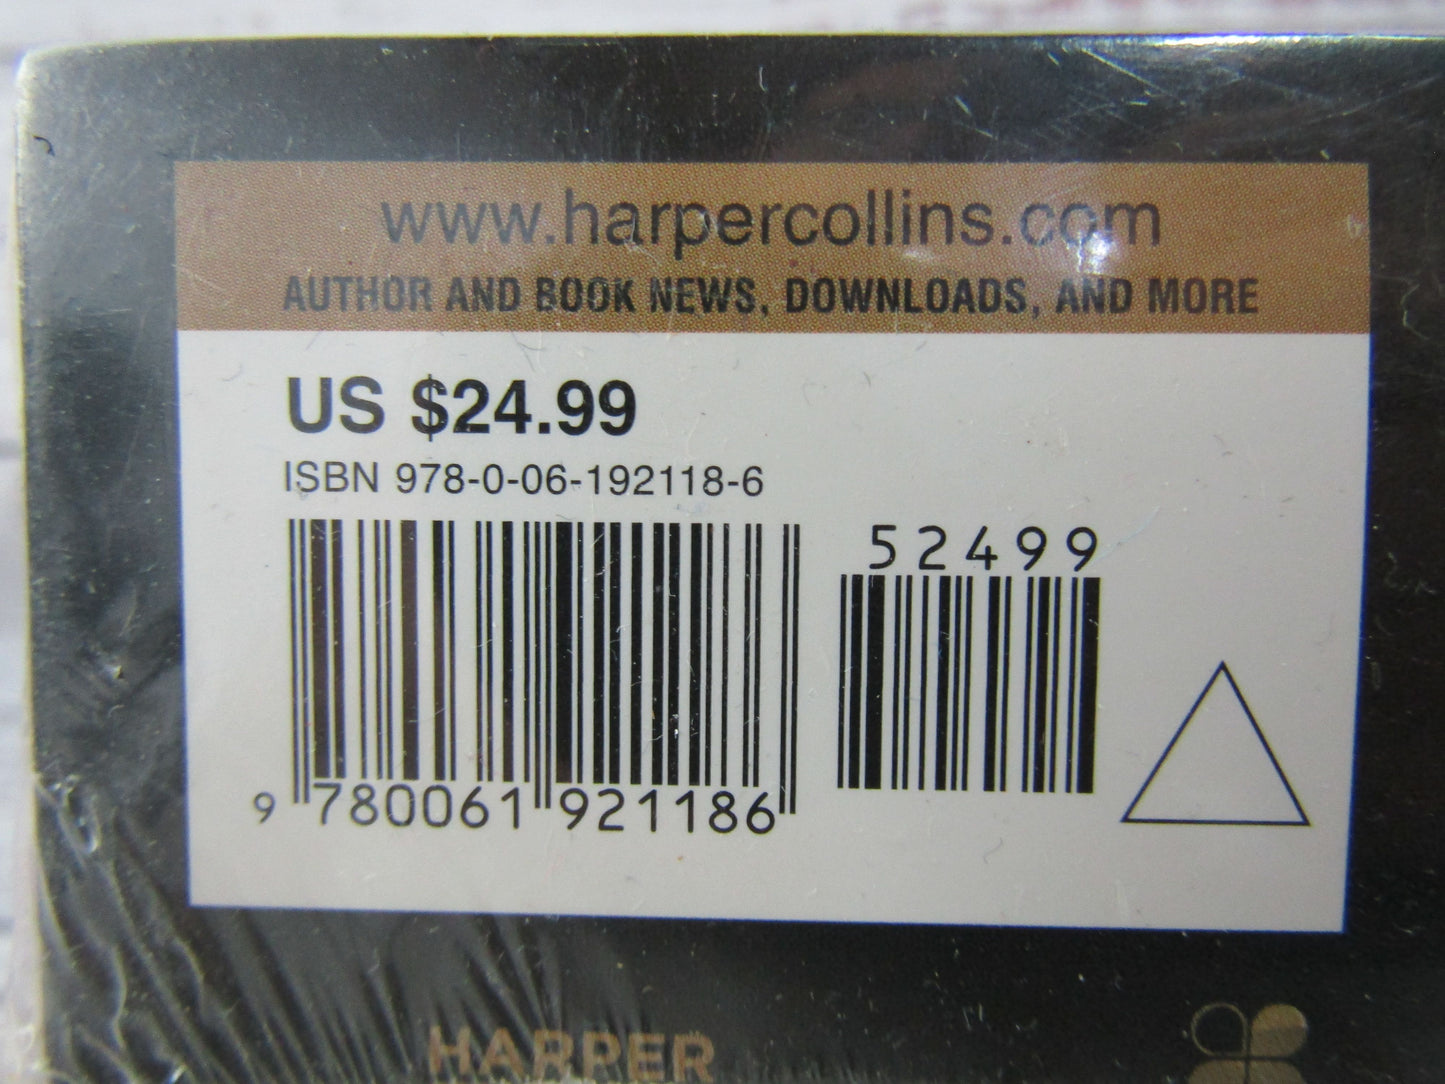 www.harpercollins.com
AUTHOR AND BOOK NEWS, DOWNLOADS, AND MORE
US $24.99
ISBN 978-0-06-192118-6
52499
9 780061 921186
HARPER